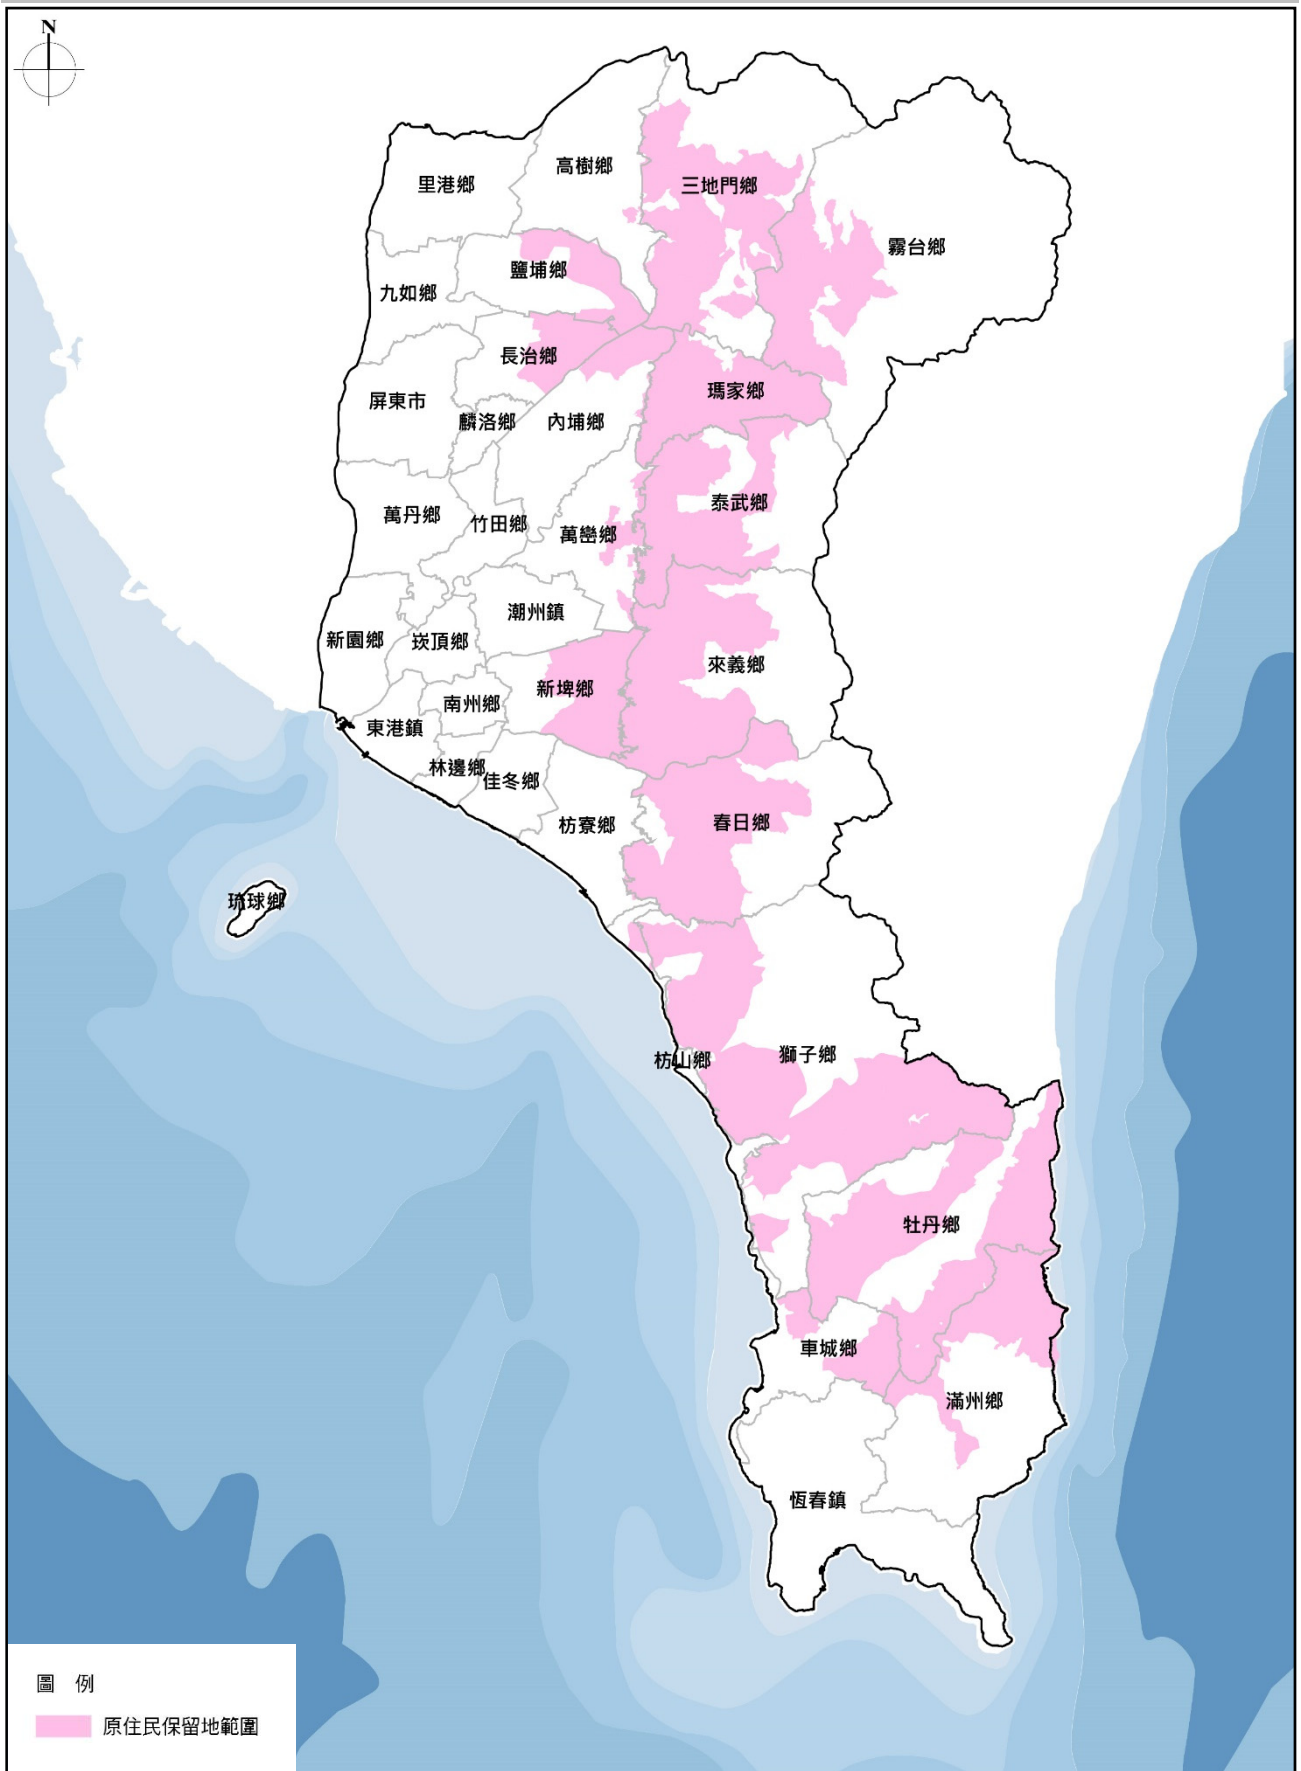 N
高樹鄉
里港鄉
三地門鄉
霧台鄉
鹽埔鄉
九如鄉
長治鄉
瑪家鄉
屏東市
麟洛鄉
內埔鄉
泰武鄉
萬丹鄉
竹田鄉
萬巒鄉
潮州鎮
新園鄉
崁頂鄉
來義鄉
新埤鄉
南州鄉
東港鎮
林邊鄉
佳冬鄉
枋寮鄉
春日鄉
琉球鄉
獅子鄉
枋山鄉
牡丹鄉
車城鄉
滿州鄉
恆春鎮
圖 例
原住民保留地範圍